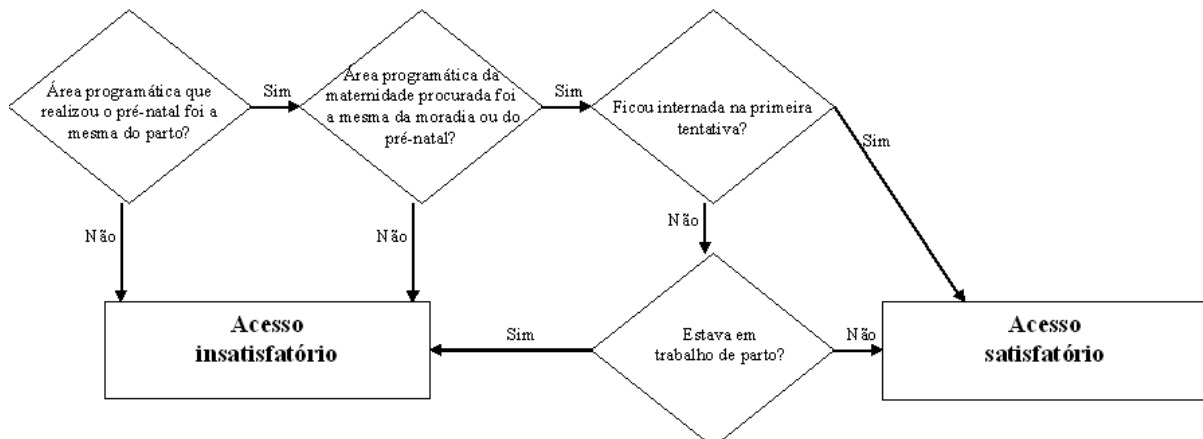 Área programática que
realizou o pré-natal foi a
mesma do parto?
Sim
Área programática da
maternidade procurada foi
a mesma da moradia ou do
pré-natal?
Sim
Ficou internada na primeira
tentativa?
Sim
Não
Não
Não
Acesso
insatisfatório
Sim
Estava em
trabalho de parto?
Não
Acesso
satisfatório